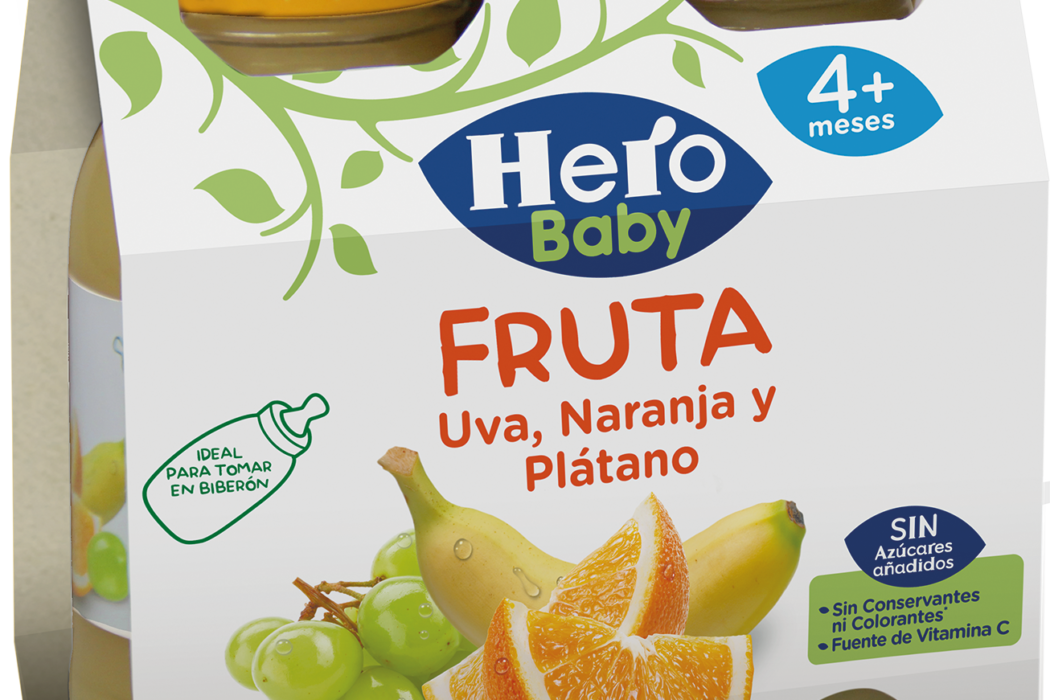 4+
meses
Hero
Baby
FRUTA
Uva, Naranja y
Plátano
IDEAL
PARA TOMAR
EN BIBERÓN
SIN
Azúcares
añadidos
• Sin Conservantes
ni Colorantes*
• Fuente de Vitamina C